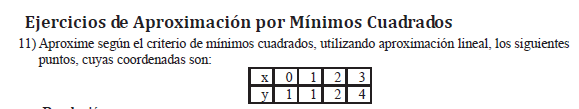 Ejercicios de Aproximación por Mínimos Cuadrados
11) Aproxime según el criterio de mínimos cuadrados, utilizando aproximación lineal, los siguientes
puntos, cuyas coordenadas son:
x 0 1 2 3
y 1 1 2 4